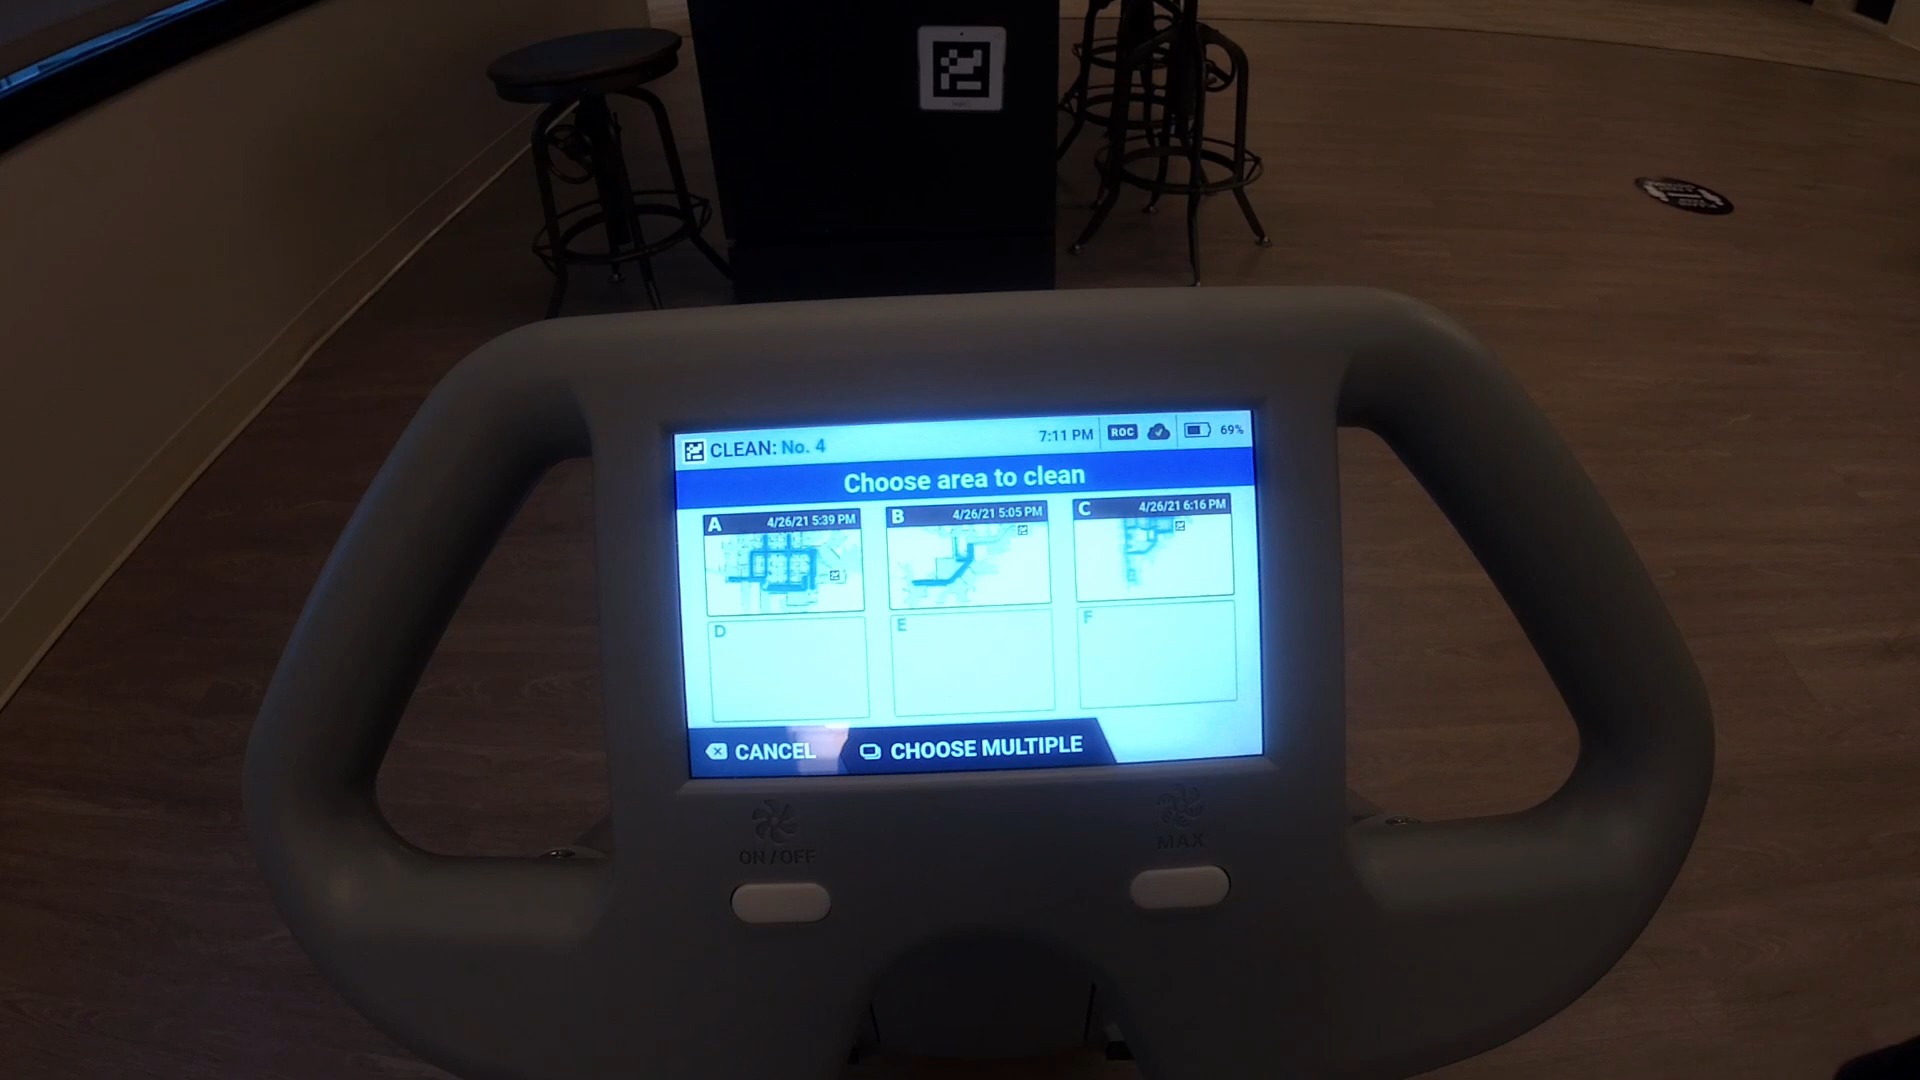 CLEAN: No. 4
7:11 PM
ROC
69%
Choose area to clean
A 4/26/21 5:39 PM
B 4/26/21 5:05 PM
C 4/26/21 6:16 PM
D
E
F
CANCEL
CHOOSE MULTIPLE
ON/OFF
MAX